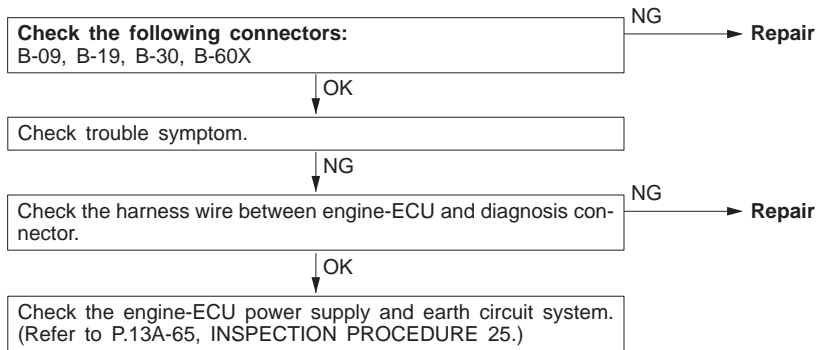 Check the following connectors:
B-09, B-19, B-30, B-60X
NG
Repair
OK
Check trouble symptom.
NG
Check the harness wire between engine-ECU and diagnosis con-
nector.
NG
Repair
OK
Check the engine-ECU power supply and earth circuit system.
(Refer to P.13A-65, INSPECTION PROCEDURE 25.)